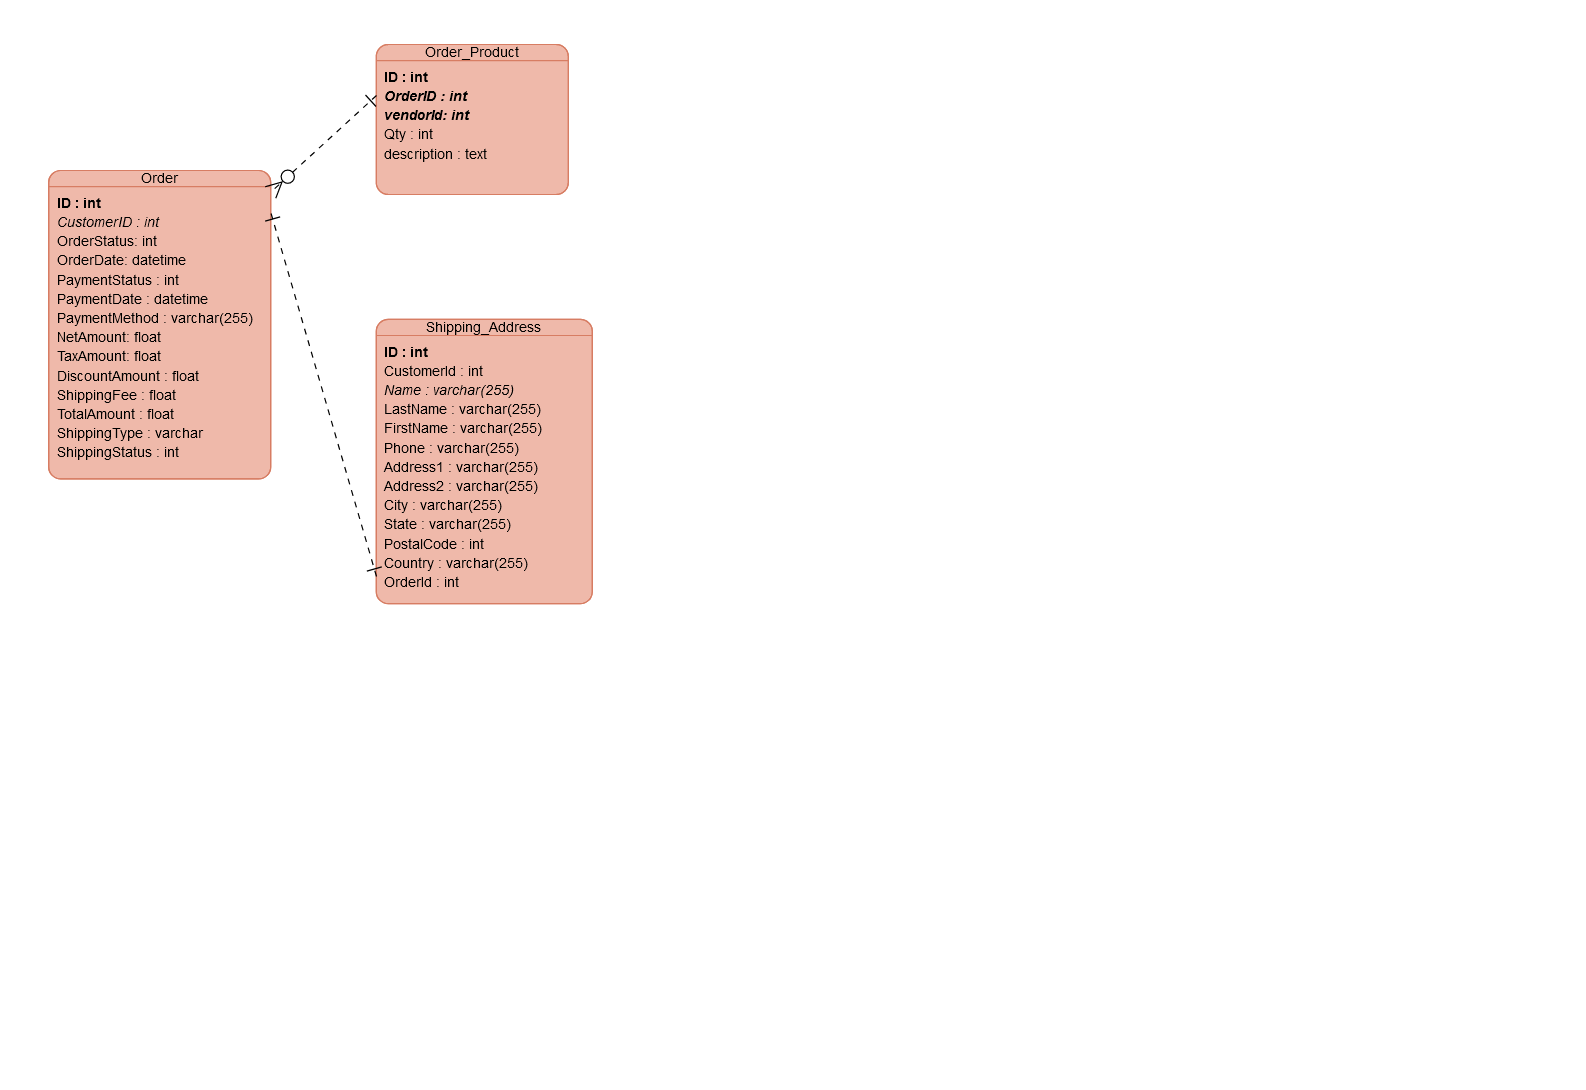 Order_Product
ID : int
OrderID : int
vendorId: int
Qty : int
description : text
Order
ID : int
CustomerID : int
OrderStatus: int
OrderDate: datetime
PaymentStatus : int
PaymentDate : datetime
PaymentMethod : varchar(255)
NetAmount: float
TaxAmount: float
DiscountAmount : float
ShippingFee : float
TotalAmount : float
ShippingType : varchar
ShippingStatus : int
Shipping_Address
ID : int
CustomerId : int
Name : varchar(255)
LastName : varchar(255)
FirstName : varchar(255)
Phone : varchar(255)
Address1 : varchar(255)
Address2 : varchar(255)
City : varchar(255)
State : varchar(255)
PostalCode : int
Country : varchar(255)
OrderId : int